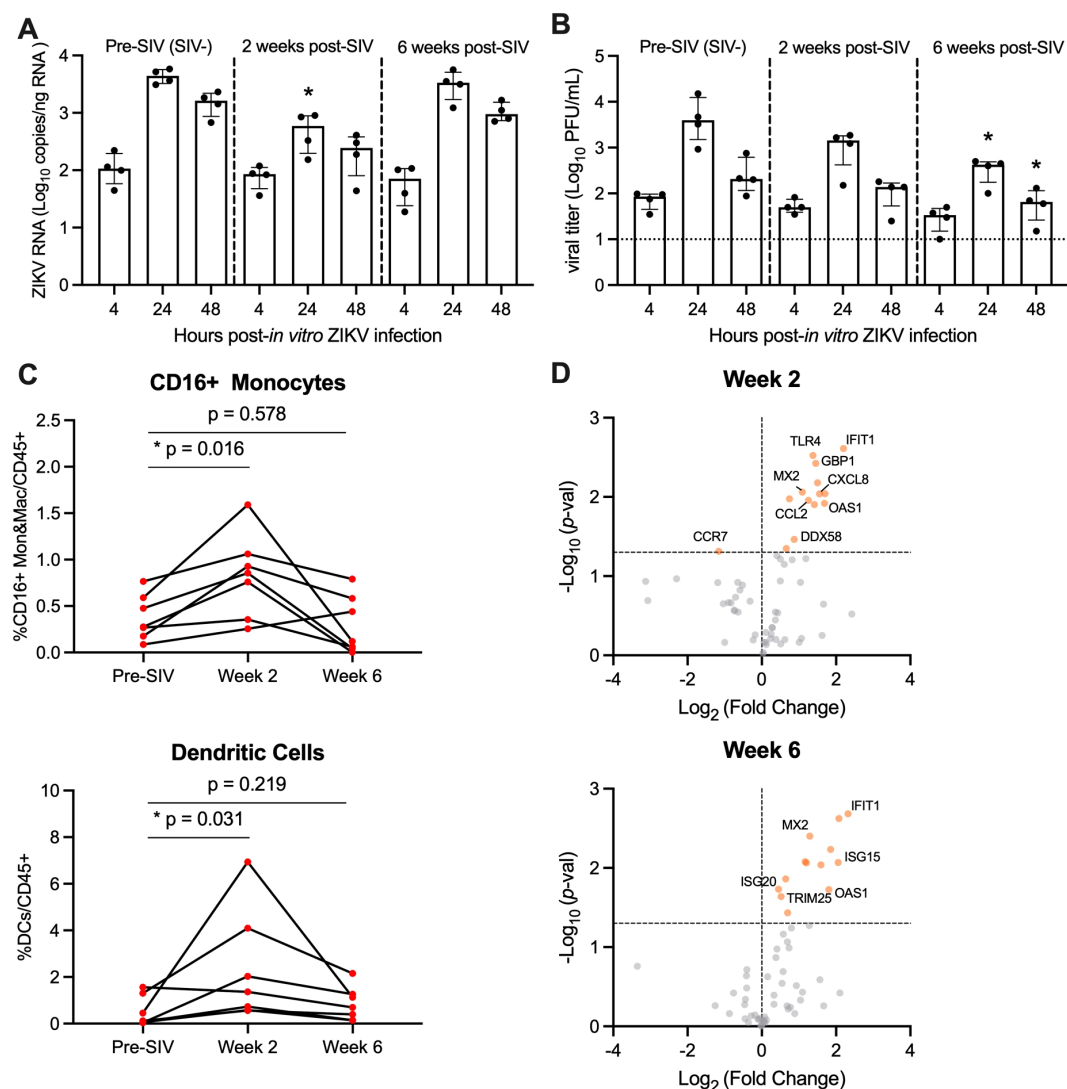 A
Pre-SIV (SIV-)
2 weeks post-SIV
6 weeks post-SIV
ZIKV RNA (Log10 copies/ng RNA)
4
3
2
1
0
*
4
24
48
4
24
48
4
24
48
Hours post-in vitro ZIKV infection
B
Pre-SIV (SIV-)
2 weeks post-SIV
6 weeks post-SIV
viral titer (Log10 PFU/mL)
5
4
3
2
1
0
*
*
4
24
48
4
24
48
4
24
48
Hours post-in vitro ZIKV infection
C
CD16+ Monocytes
p = 0.578
* p = 0.016
%CD16+ Mon&Mac/CD45+
2.5
2.0
1.5
1.0
0.5
0.0
Pre-SIV
Week 2
Week 6
Dendritic Cells
p = 0.219
* p = 0.031
%DCs/CD45+
10
8
6
4
2
0
Pre-SIV
Week 2
Week 6
D
Week 2
-Log10 (p-val)
3
2
1
0
TLR4
IFIT1
GBP1
MX2
CXCL8
CCL2
OAS1
CCR7
DDX58
-4
-2
0
2
4
Log2 (Fold Change)
Week 6
-Log10 (p-val)
3
2
1
0
IFIT1
MX2
ISG15
ISG20
OAS1
TRIM25
-4
-2
0
2
4
Log2 (Fold Change)